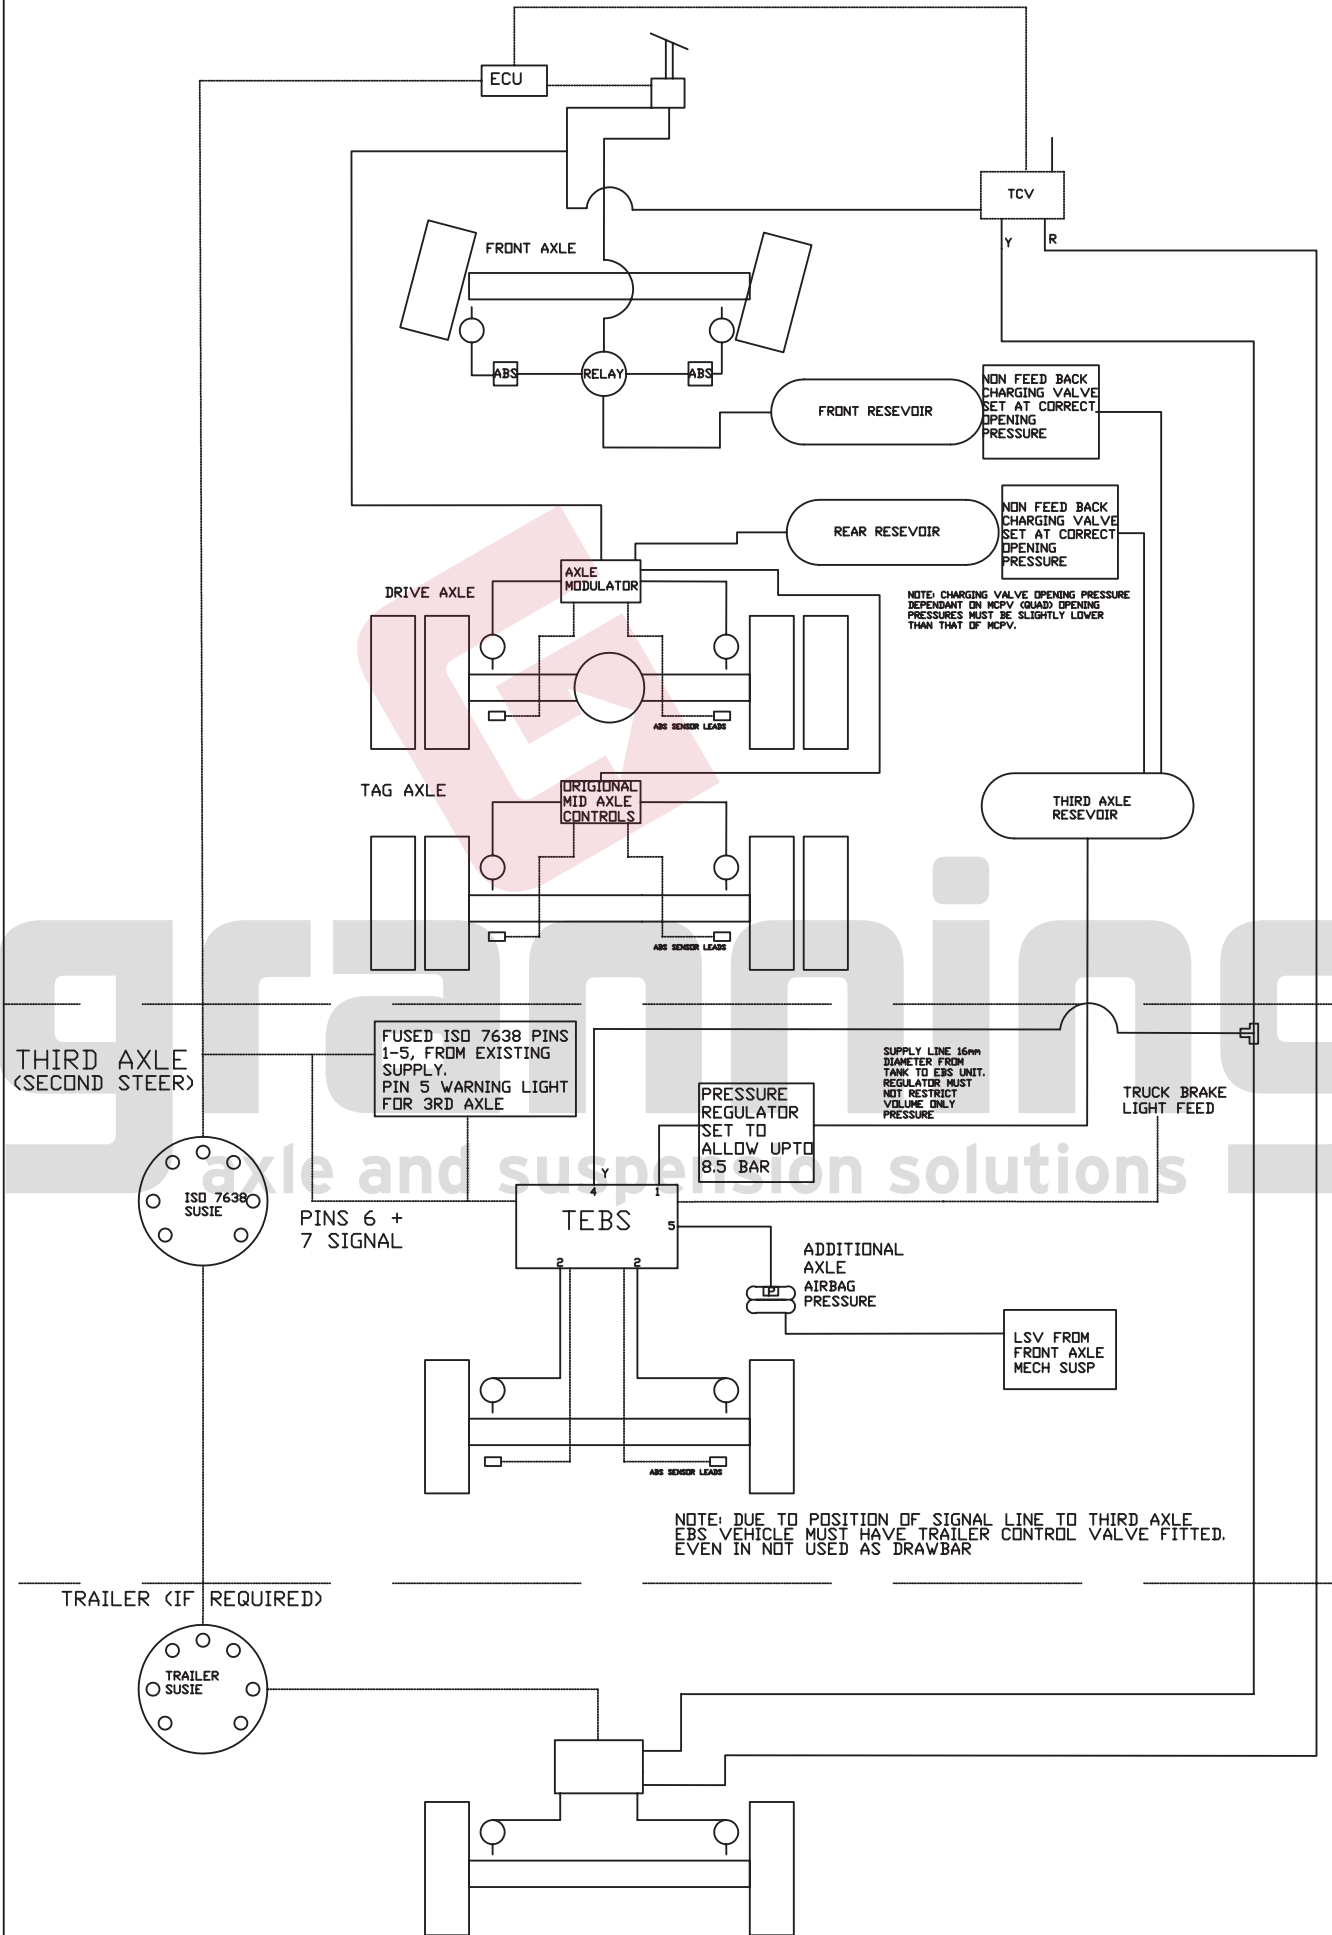 ECU
TCV
Y
R
FRONT AXLE
ABS
RELAY
ABS
FRONT RESEVOIR
NON FEED BACK
CHARGING VALVE
SET AT CORRECT
OPENING
PRESSURE
REAR RESEVOIR
NON FEED BACK
CHARGING VALVE
SET AT CORRECT
OPENING
PRESSURE
NOTE: CHARGING VALVE OPENING PRESSURE
DEPENDANT ON MCPV (QUAD) OPENING
PRESSURES MUST BE SLIGHTLY LOWER
THAN THAT OF MCPV.
DRIVE AXLE
AXLE
MODULATOR
ABS SENSOR LEADS
TAG AXLE
ORIGIONAL
MID AXLE
CONTROLS
THIRD AXLE
RESEVOIR
ABS SENSOR LEADS
granning
axle and suspension solutions
THIRD AXLE
(SECOND STEER)
FUSED ISO 7638 PINS
1-5, FROM EXISTING
SUPPLY.
PIN 5 WARNING LIGHT
FOR 3RD AXLE
SUPPLY LINE 16mm
DIAMETER FROM
TANK TO EBS UNIT.
REGULATOR MUST
NOT RESTRICT
VOLUME ONLY
PRESSURE
PRESSURE
REGULATOR
SET TO
ALLOW UPTO
8.5 BAR
TRUCK BRAKE
LIGHT FEED
ISO 7638
SUSIE
PINS 6 +
7 SIGNAL
Y
4
1
TEBS
5
2
2
ADDITIONAL
AXLE
AIRBAG
PRESSURE
P
LSV FROM
FRONT AXLE
MECH SUSP
ABS SENSOR LEADS
NOTE: DUE TO POSITION OF SIGNAL LINE TO THIRD AXLE
EBS VEHICLE MUST HAVE TRAILER CONTROL VALVE FITTED.
EVEN IN NOT USED AS DRAWBAR
TRAILER (IF REQUIRED)
TRAILER
SUSIE